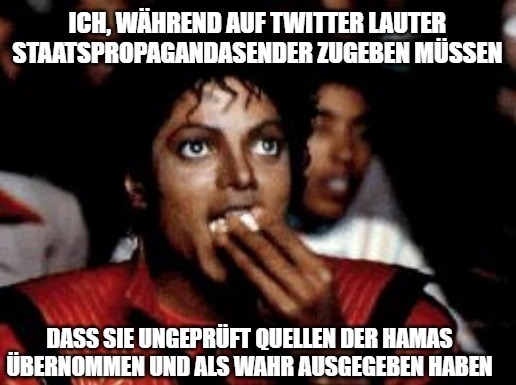 ICH, WÄHREND AUF TWITTER LAUTER
STAATSPROPAGANDASENDER ZUGEBEN MÜSSEN
DASS SIE UNGEPRÜFT QUELLEN DER HAMAS
ÜBERNOMMEN UND ALS WAHR AUSGEGEBEN HABEN